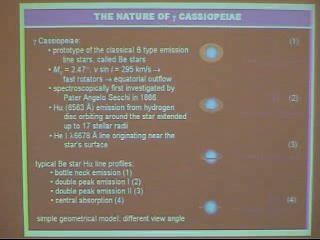 THE NATURE OF γ CASSIOPEIAE
γ Cassiopeiae:
• prototype of the classical B type emission
line stars, called Be stars
• Mv = 2.47m, v sin i = 295 km/s →
fast rotators → equatorial outflow
• spectroscopically first investigated by
Pater Angelo Secchi in 1866
• Hα (6563 Å) emission from hydrogen
disc orbiting around the star extended
up to 17 stellar radii
• He I λ6678 Å line originating near the
star's surface
typical Be star Hα line profiles:
• bottle neck emission (1)
• double peak emission I (2)
• double peak emission II (3)
• central absorption (4)
simple geometrical model, different view angle
(1)
(2)
(3)
(4)